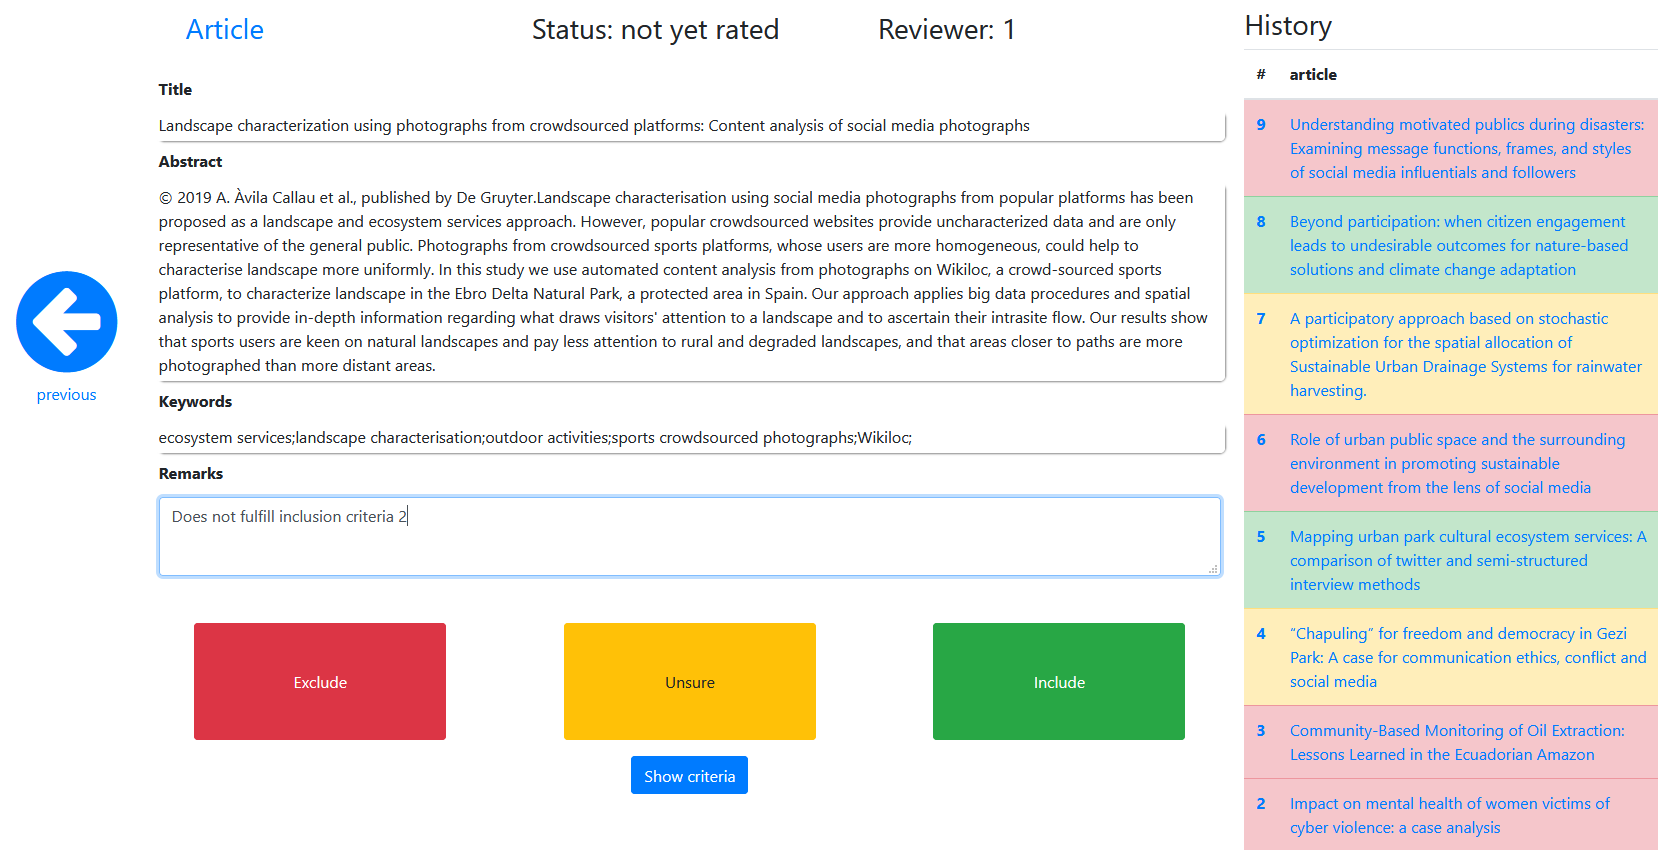 Article
Status: not yet rated
Reviewer: 1
Title
Landscape characterization using photographs from crowdsourced platforms: Content analysis of social media photographs
Abstract
© 2019 A. Àvila Callau et al., published by De Gruyter.Landscape characterisation using social media photographs from popular platforms has been
proposed as a landscape and ecosystem services approach. However, popular crowdsourced websites provide uncharacterized data and are only
representative of the general public. Photographs from crowdsourced sports platforms, whose users are more homogeneous, could help to
characterise landscape more uniformly. In this study we use automated content analysis from photographs on Wikiloc, a crowd-sourced sports
platform, to characterize landscape in the Ebro Delta Natural Park, a protected area in Spain. Our approach applies big data procedures and spatial
analysis to provide in-depth information regarding what draws visitors' attention to a landscape and to ascertain their intrasite flow. Our results show
that sports users are keen on natural landscapes and pay less attention to rural and degraded landscapes, and that areas closer to paths are more
photographed than more distant areas.
Keywords
ecosystem services;landscape characterisation;outdoor activities;sports crowdsourced photographs;Wikiloc;
Remarks
Does not fulfill inclusion criteria 2
previous
Exclude
Unsure
Include
Show criteria
History
# article
9 Understanding motivated publics during disasters:
Examining message functions, frames, and styles
of social media influentials and followers
8 Beyond participation: when citizen engagement
leads to undesirable outcomes for nature-based
solutions and climate change adaptation
7 A participatory approach based on stochastic
optimization for the spatial allocation of
Sustainable Urban Drainage Systems for rainwater
harvesting.
6 Role of urban public space and the surrounding
environment in promoting sustainable
development from the lens of social media
5 Mapping urban park cultural ecosystem services: A
comparison of twitter and semi-structured
interview methods
4 “Chapuling” for freedom and democracy in Gezi
Park: A case for communication ethics, conflict and
social media
3 Community-Based Monitoring of Oil Extraction:
Lessons Learned in the Ecuadorian Amazon
2 Impact on mental health of women victims of
cyber violence: a case analysis